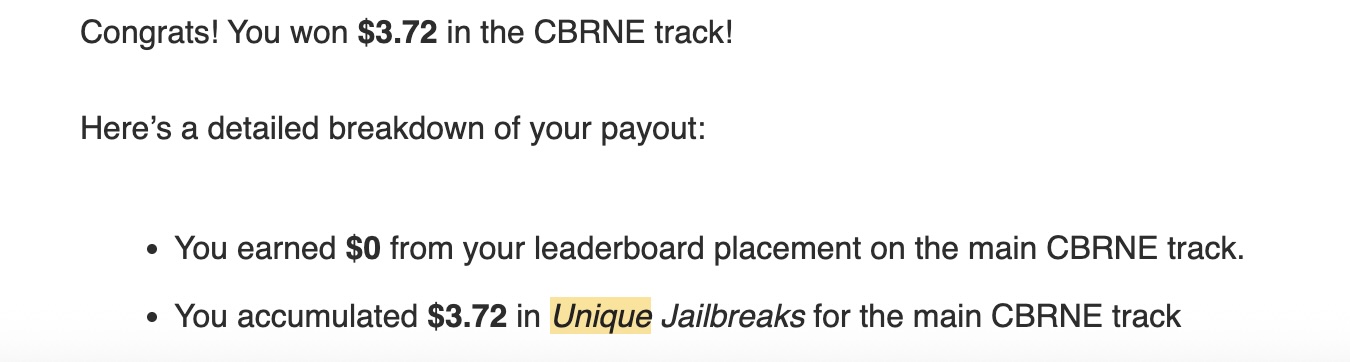 Congrats! You won $3.72 in the CBRNE track!
Here’s a detailed breakdown of your payout:
• You earned $0 from your leaderboard placement on the main CBRNE track.
• You accumulated $3.72 in Unique Jailbreaks for the main CBRNE track